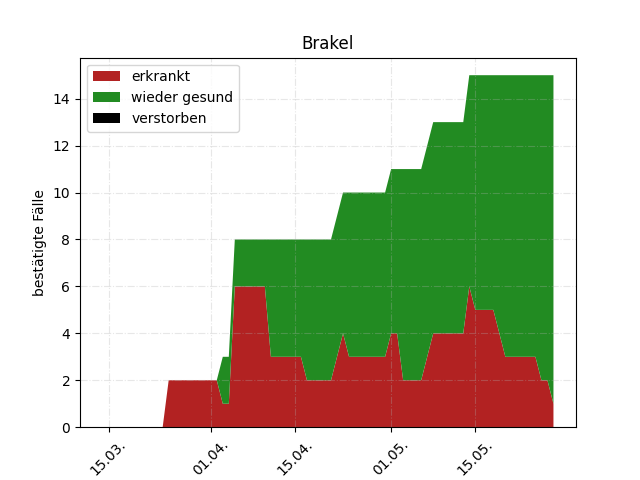 Brakel
erkrankt
wieder gesund
verstorben
bestätigte Fälle
14
12
10
8
6
4
2
0
15.03.
01.04.
15.04.
01.05.
15.05.